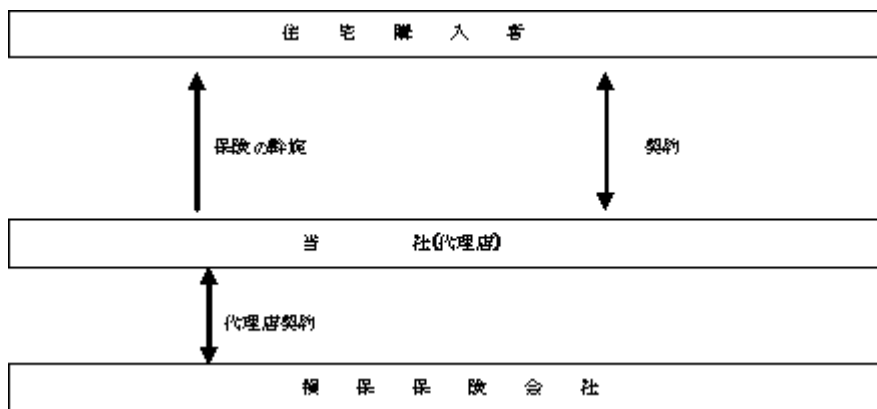 住宅購入者
保険の斡旋
契約
当社(代理店)
代理店契約
損保保険会社